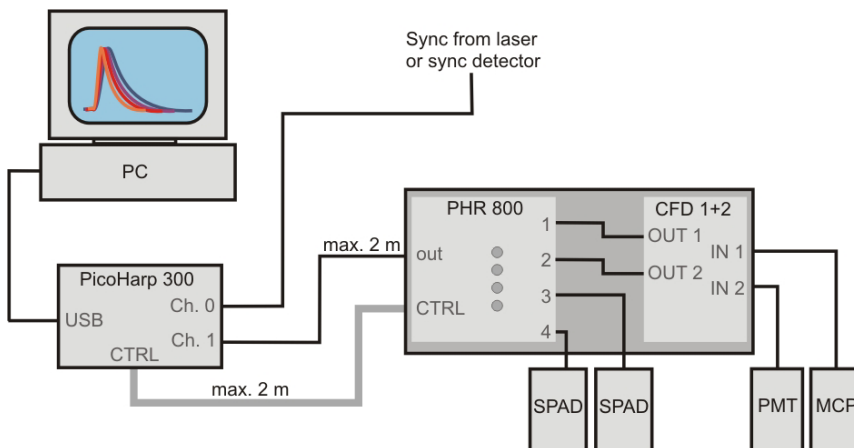 Sync from laser
or sync detector
PC
PHR 800
CFD 1+2
1
OUT 1
IN 1
max. 2 m
out
2
OUT 2
IN 2
PicoHarp 300
Ch. 0
3
USB
CTRL
Ch. 1
4
CTRL
max. 2 m
SPAD
SPAD
PMT
MCP